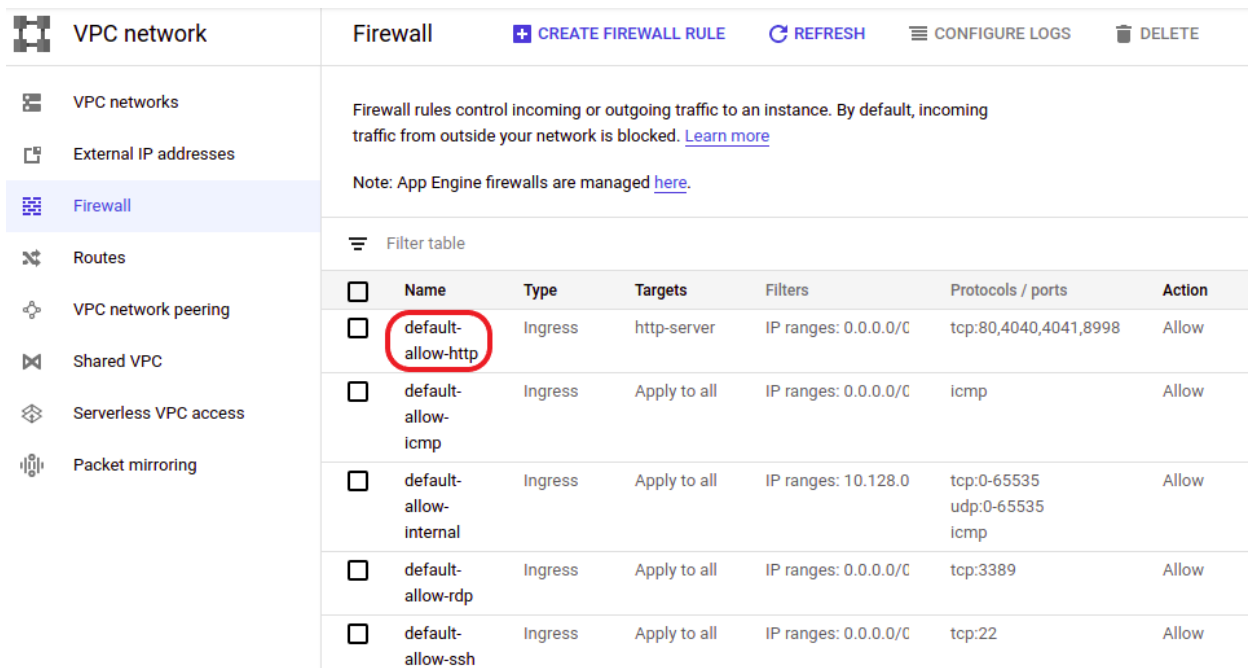 VPC network
Firewall
CREATE FIREWALL RULE
REFRESH
CONFIGURE LOGS
DELETE
VPC networks
External IP addresses
Firewall
Routes
VPC network peering
Shared VPC
Serverless VPC access
Packet mirroring
Firewall rules control incoming or outgoing traffic to an instance. By default, incoming
traffic from outside your network is blocked. Learn more
Note: App Engine firewalls are managed here.
Filter table
Name Type Targets Filters Protocols / ports Action
default- Ingress http-server IP ranges: 0.0.0.0/0 tcp:80,4040,4041,8998 Allow
allow-http
default- Ingress Apply to all IP ranges: 0.0.0.0/0 icmp Allow
allow-
icmp
default- Ingress Apply to all IP ranges: 10.128.0 tcp:0-65535 Allow
allow- udp:0-65535
internal icmp
default- Ingress Apply to all IP ranges: 0.0.0.0/0 tcp:3389 Allow
allow-rdp
default- Ingress Apply to all IP ranges: 0.0.0.0/0 tcp:22 Allow
allow-ssh